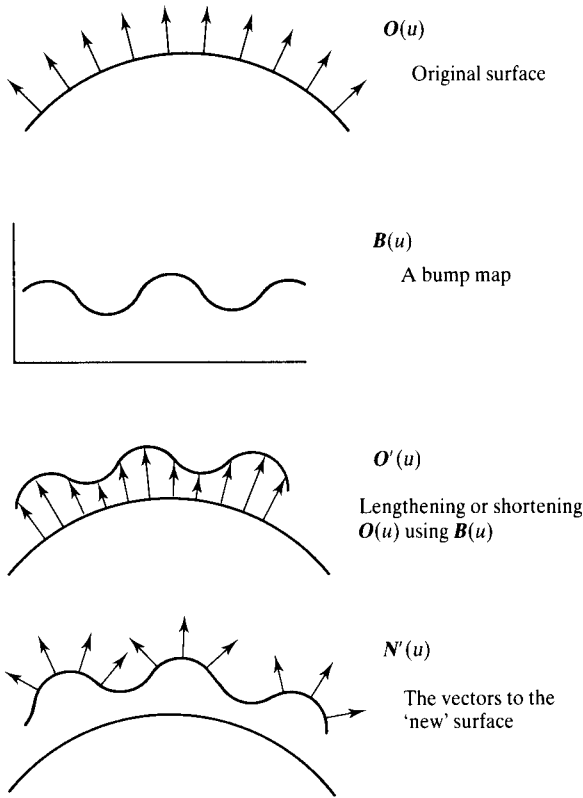 O(u)
Original surface
B(u)
A bump map
O′(u)
Lengthening or shortening
O(u) using B(u)
N′(u)
The vectors to the
‘new’ surface